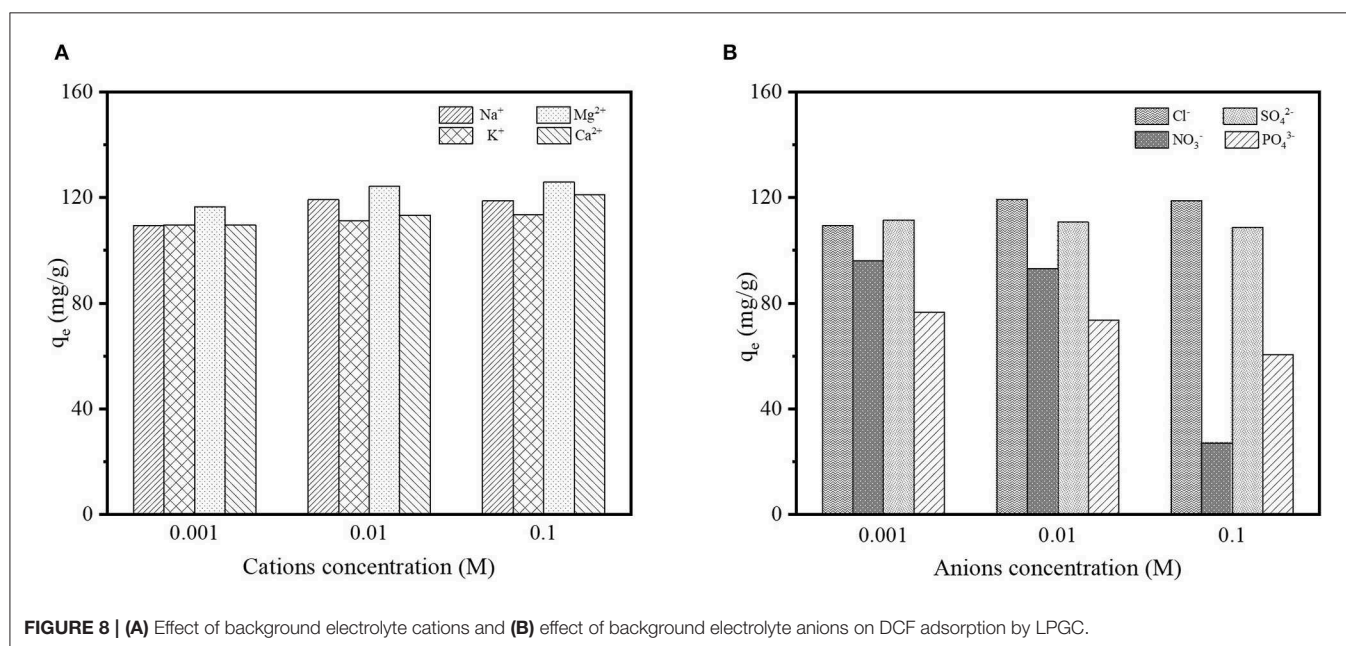 A
160
120
80
40
0
qₑ (mg/g)
Na⁺ Mg²⁺
K⁺ Ca²⁺
0.001 0.01 0.1
Cations concentration (M)
B
160
120
80
40
0
qₑ (mg/g)
Cl⁻ SO₄²⁻
NO₃⁻ PO₄³⁻
0.001 0.01 0.1
Anions concentration (M)
FIGURE 8 | (A) Effect of background electrolyte cations and (B) effect of background electrolyte anions on DCF adsorption by LPGC.